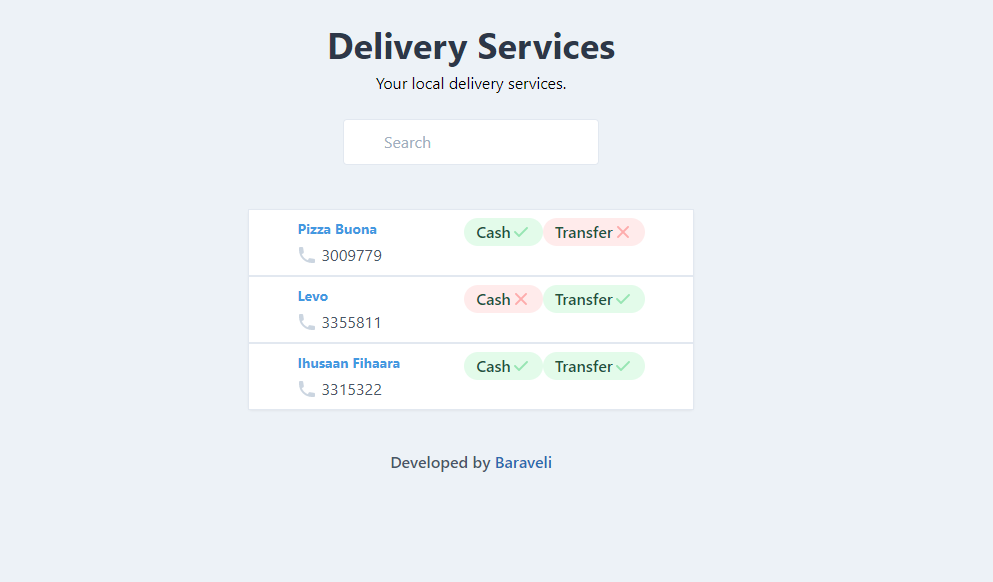 Delivery Services
Your local delivery services.
Search
Pizza Buona
Cash Transfer
3009779
Levo
Cash Transfer
3355811
Ihusaan Fihaara
Cash Transfer
3315322
Developed by Baraveli